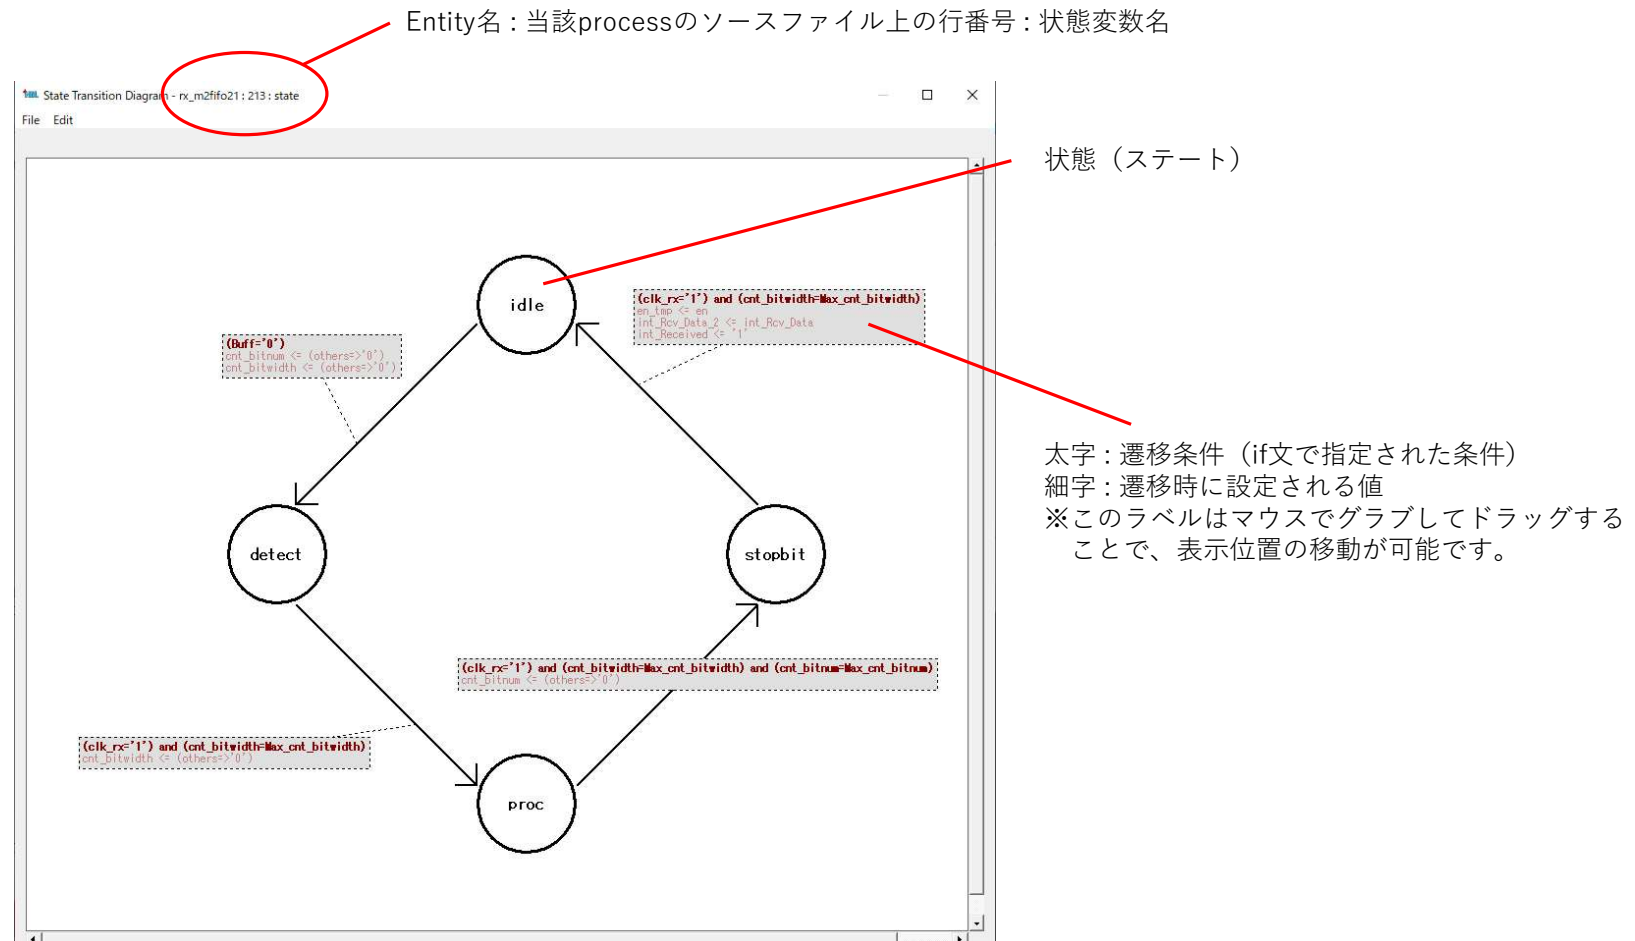 Entity名 : 当該processのソースファイル上の行番号 : 状態変数名
State Transition Diagram - rx_m2fifo21 : 213 : state
File Edit
状態（ステート）
idle
(clk_rx='1') and (cnt_bitwidth=Max_cnt_bitwidth)
en_tmp <= en
int_Rcv_Data_2 <= int_Rcv_Data
int_Received <= '1'
(Buff='0')
cnt_bitnum <= (others=>'0')
cnt_bitwidth <= (others=>'0')
太字 : 遷移条件（if文で指定された条件）
細字 : 遷移時に設定される値
※このラベルはマウスでグラブしてドラッグする
ことで、表示位置の移動が可能です。
detect
stopbit
(clk_rx='1') and (cnt_bitwidth=Max_cnt_bitwidth) and (cnt_bitnum=Max_cnt_bitnum)
cnt_bitnum <= (others=>'0')
(clk_rx='1') and (cnt_bitwidth=Max_cnt_bitwidth)
cnt_bitwidth <= (others=>'0')
proc